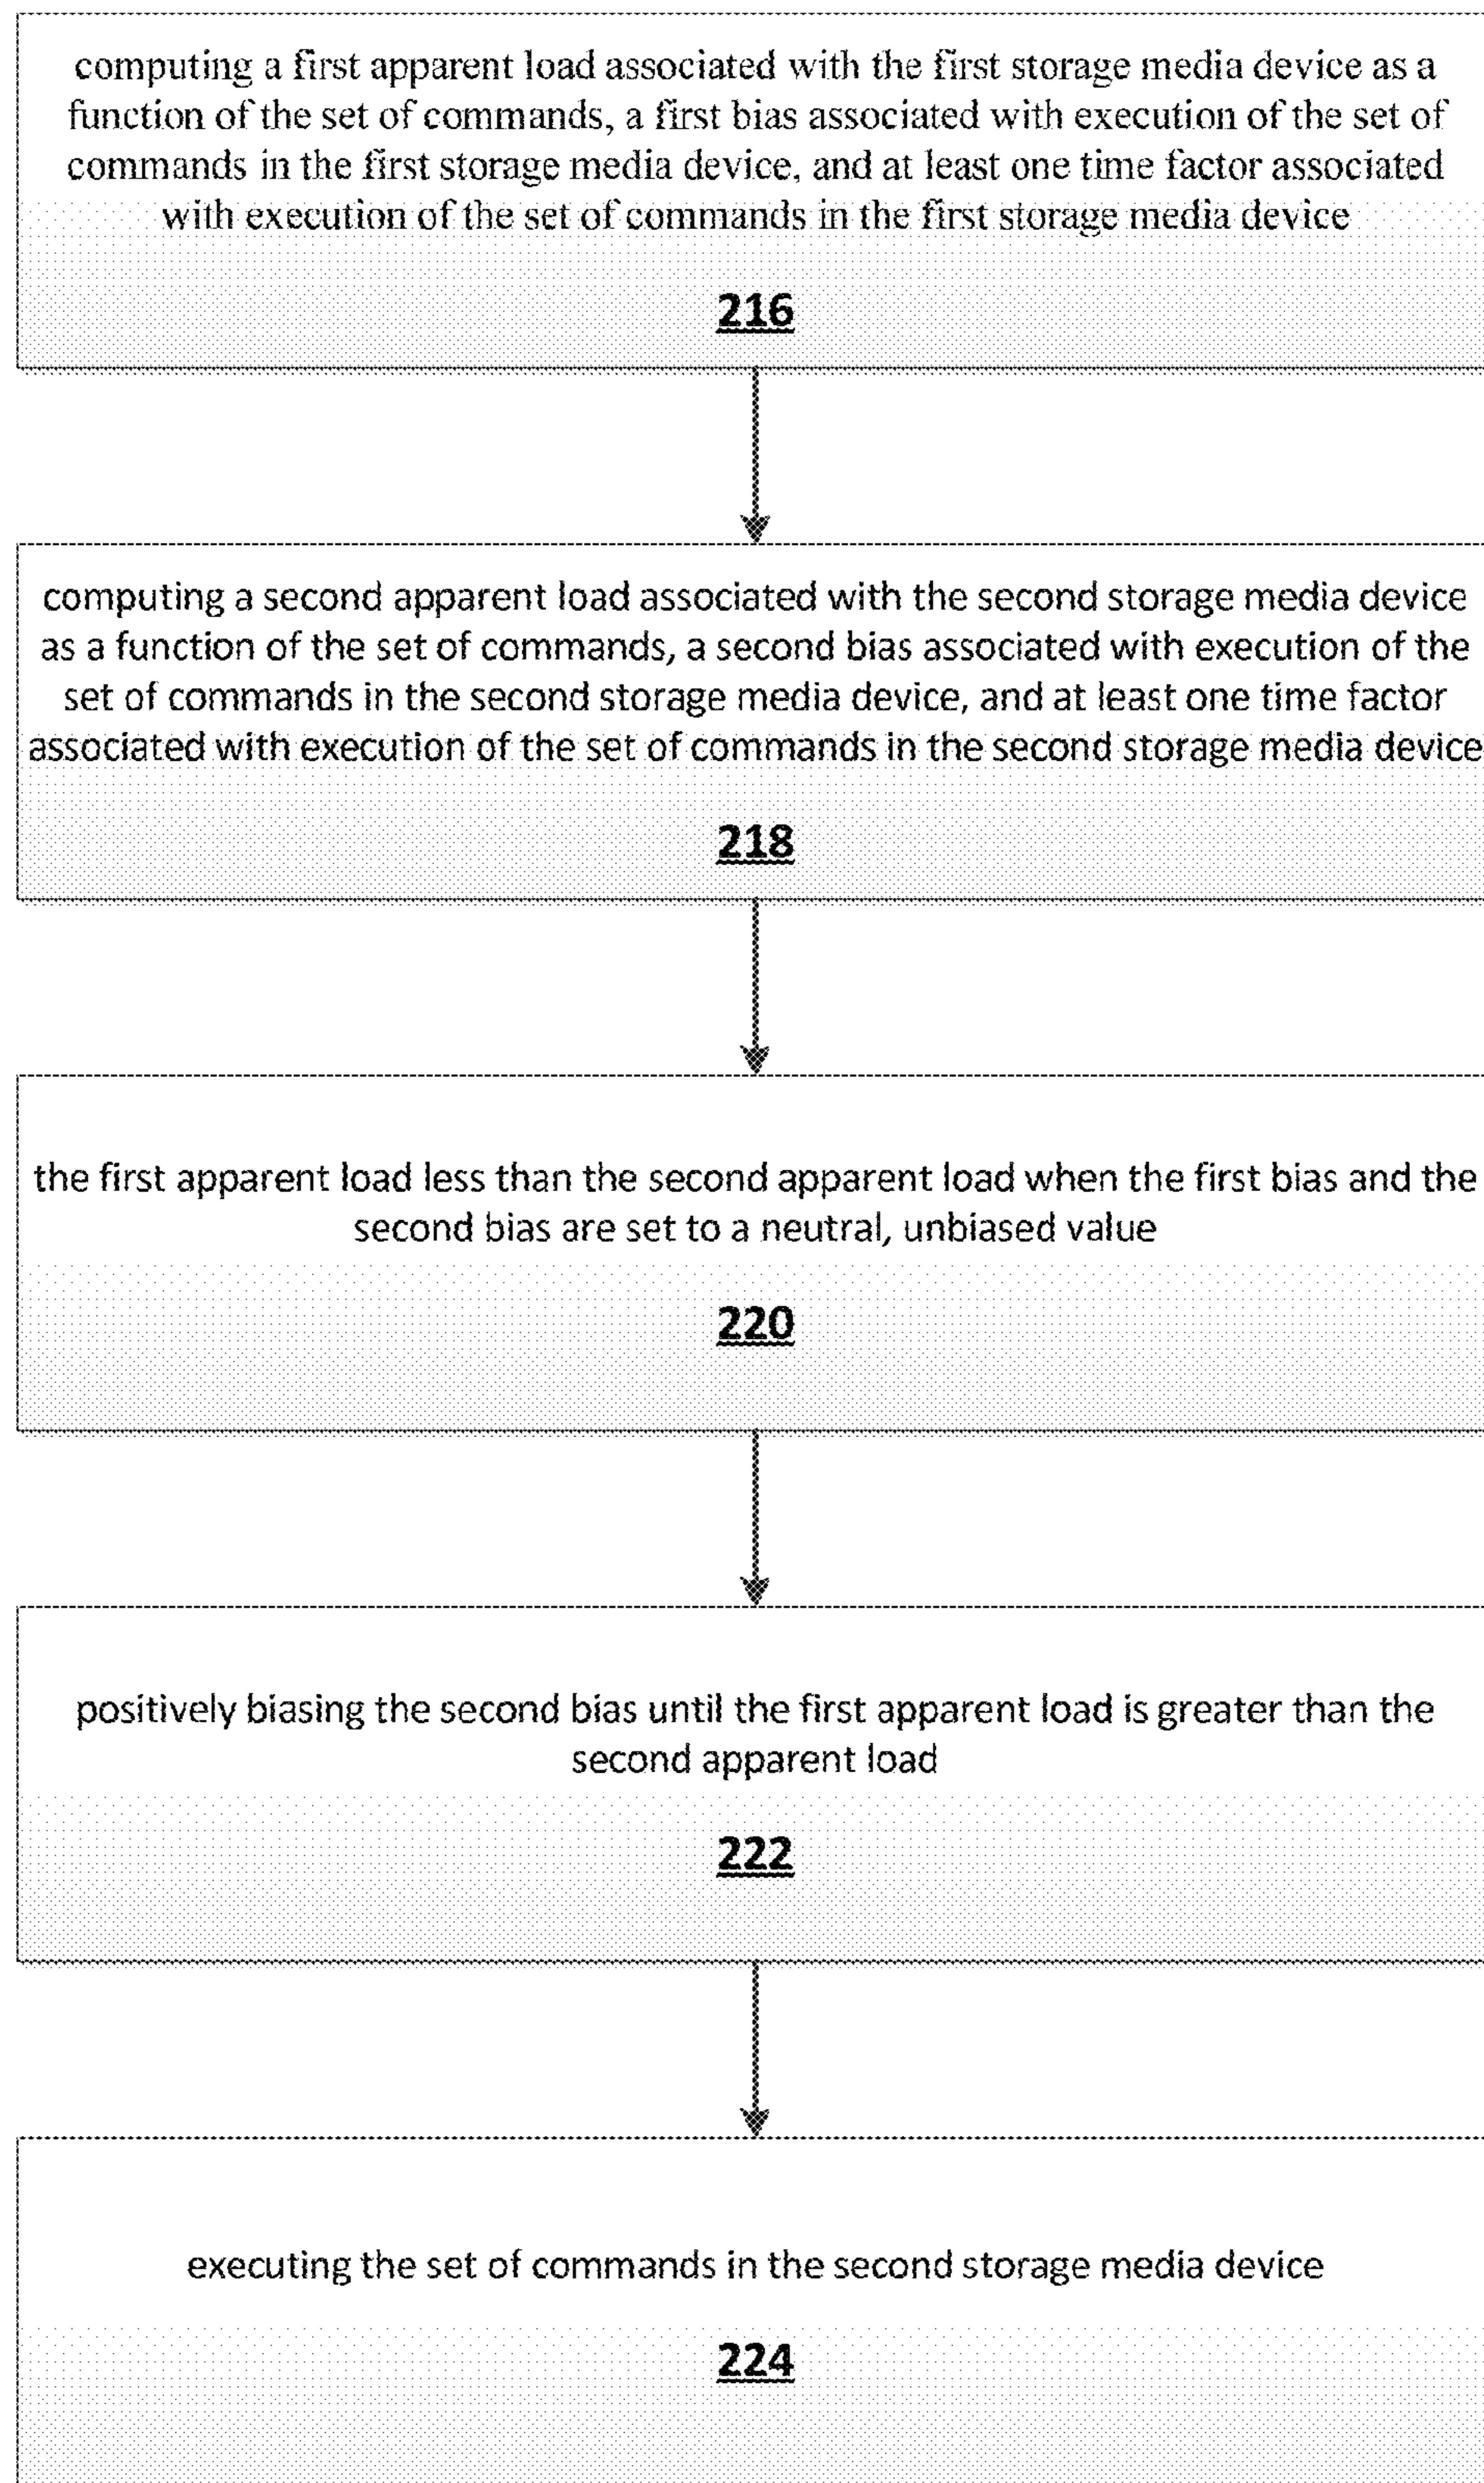 computing a first apparent load associated with the first storage media device as a
function of the set of commands, a first bias associated with execution of the set of
commands in the first storage media device, and at least one time factor associated
with execution of the set of commands in the first storage media device
216
computing a second apparent load associated with the second storage media device
as a function of the set of commands, a second bias associated with execution of the
set of commands in the second storage media device, and at least one time factor
associated with execution of the set of commands in the second storage media device
218
the first apparent load less than the second apparent load when the first bias and the
second bias are set to a neutral, unbiased value
220
positively biasing the second bias until the first apparent load is greater than the
second apparent load
222
executing the set of commands in the second storage media device
224